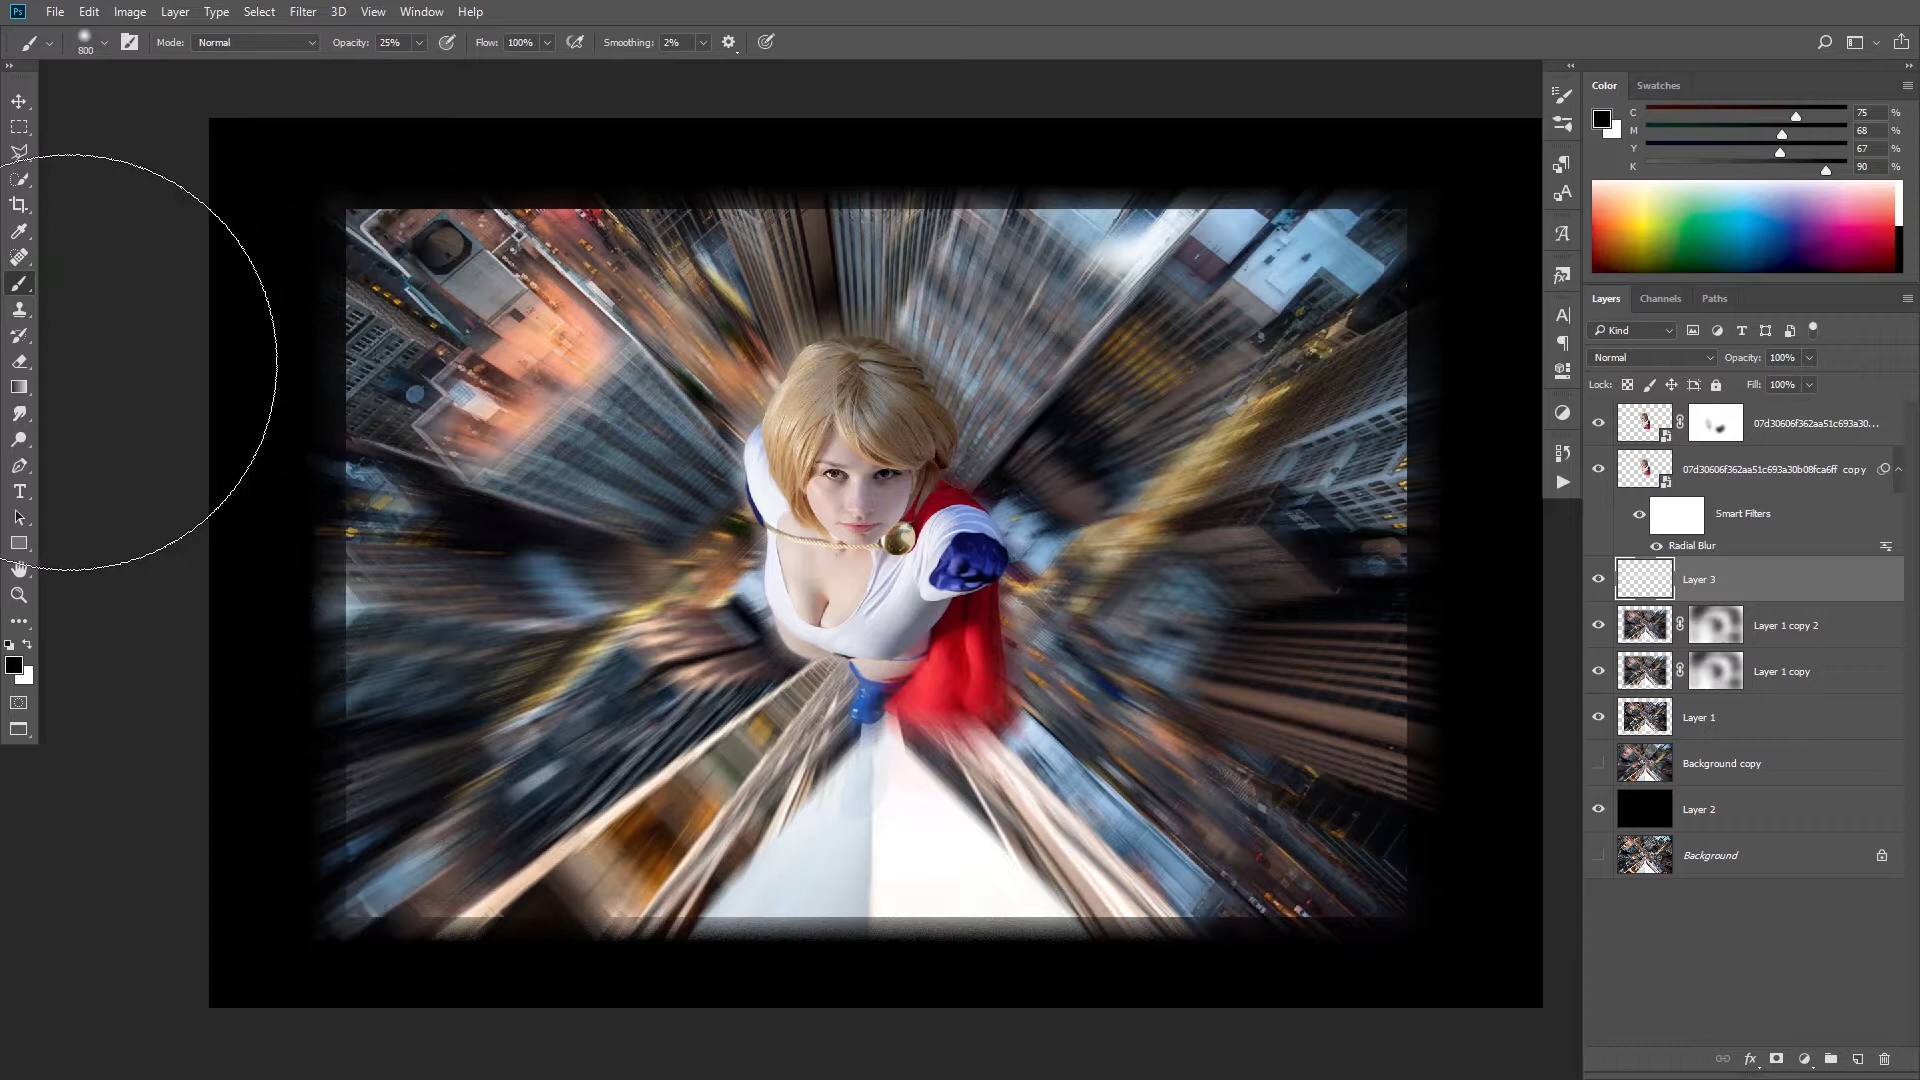 Ps File Edit Image Layer Type Select Filter 3D View Window Help
800 Mode: Normal Opacity: 25% Flow: 100% Smoothing: 2%
Color Swatches
C 75 %
M 68 %
Y 67 %
K 90 %
Layers Channels Paths
Kind
Normal Opacity: 100%
Lock: Fill: 100%
07d30606f362aa51c693a30...
07d30606f362aa51c693a30b08fca6ff copy
Smart Filters
Radial Blur
Layer 3
Layer 1 copy 2
Layer 1 copy
Layer 1
Background copy
Layer 2
Background
fx